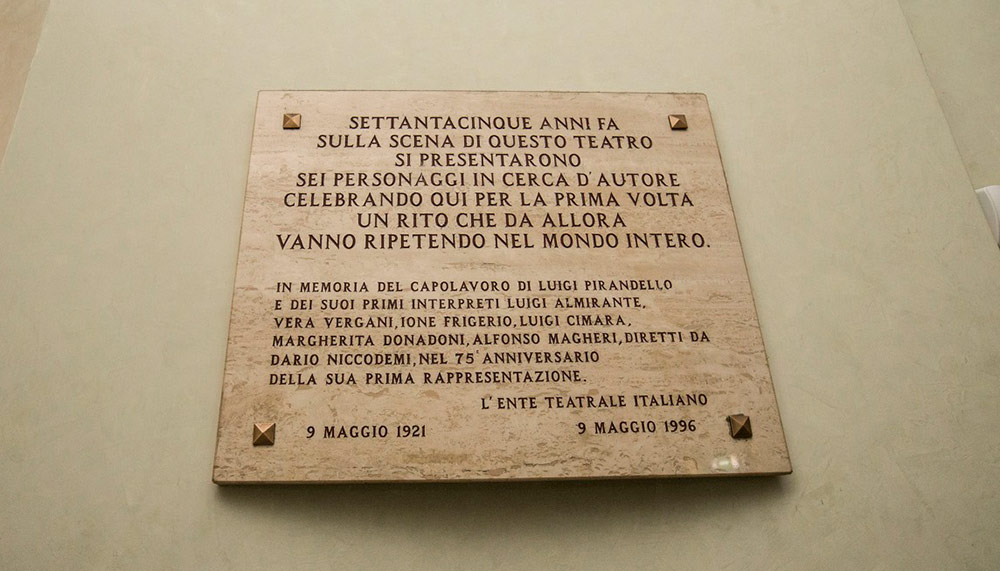 SETTANTACINQUE ANNI FA
SULLA SCENA DI QUESTO TEATRO
SI PRESENTARONO
SEI PERSONAGGI IN CERCA D'AUTORE
CELEBRANDO QUI PER LA PRIMA VOLTA
UN RITO CHE DA ALLORA
VANNO RIPETENDO NEL MONDO INTERO.
IN MEMORIA DEL CAPOLAVORO DI LUIGI PIRANDELLO
E DEI SUOI PRIMI INTERPRETI LUIGI ALMIRANTE,
VERA VERGANI, IONE FRIGERIO, LUIGI CIMARA,
MARGHERITA DONADONI, ALFONSO MAGHERI, DIRETTI DA
DARIO NICCODEMI, NEL 75° ANNIVERSARIO
DELLA SUA PRIMA RAPPRESENTAZIONE.
L'ENTE TEATRALE ITALIANO
9 MAGGIO 1921 9 MAGGIO 1996